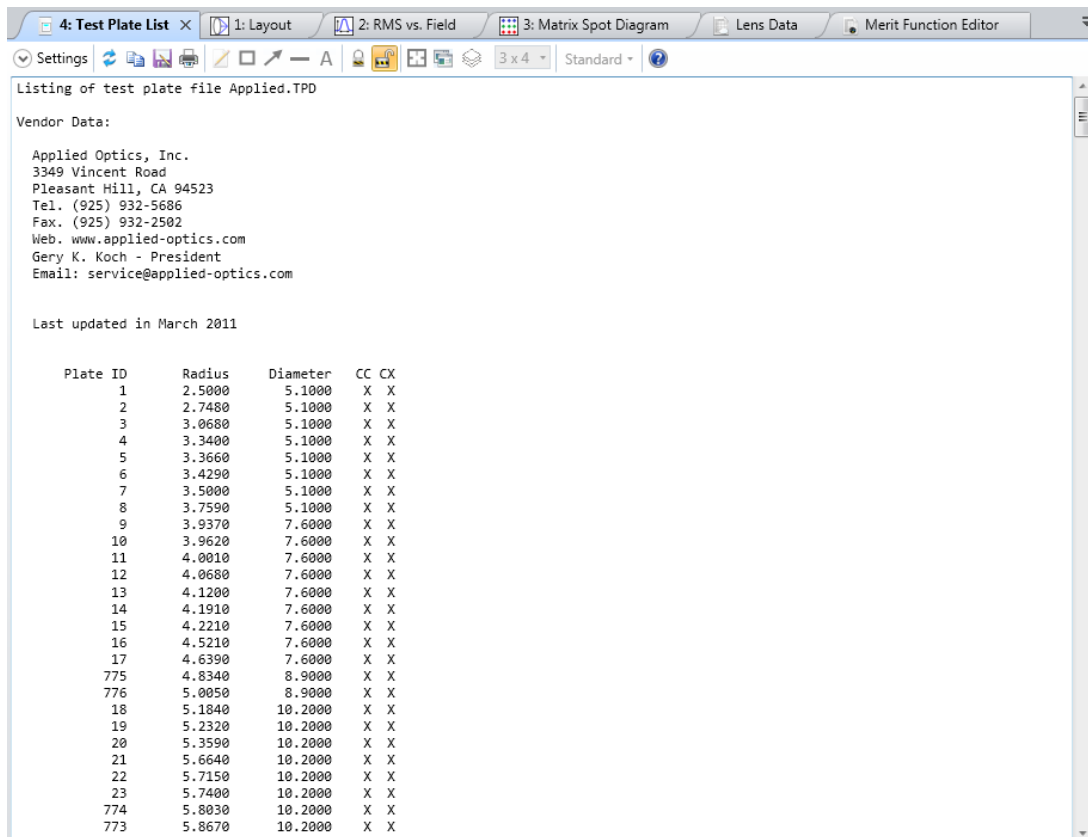 4: Test Plate List X 1: Layout 2: RMS vs. Field 3: Matrix Spot Diagram Lens Data Merit Function Editor
Settings A 3 x 4 Standard ?
Listing of test plate file Applied.TPD
Vendor Data:
Applied Optics, Inc.
3349 Vincent Road
Pleasant Hill, CA 94523
Tel. (925) 932-5686
Fax. (925) 932-2502
Web. www.applied-optics.com
Gery K. Koch - President
Email: service@applied-optics.com
Last updated in March 2011
Plate ID Radius Diameter CC CX
1 2.5000 5.1000 X X
2 2.7480 5.1000 X X
3 3.0680 5.1000 X X
4 3.3400 5.1000 X X
5 3.3660 5.1000 X X
6 3.4290 5.1000 X X
7 3.5000 5.1000 X X
8 3.7590 5.1000 X X
9 3.9370 7.6000 X X
10 3.9620 7.6000 X X
11 4.0010 7.6000 X X
12 4.0680 7.6000 X X
13 4.1200 7.6000 X X
14 4.1910 7.6000 X X
15 4.2210 7.6000 X X
16 4.5210 7.6000 X X
17 4.6390 7.6000 X X
775 4.8340 8.9000 X X
776 5.0050 8.9000 X X
18 5.1840 10.2000 X X
19 5.2320 10.2000 X X
20 5.3590 10.2000 X X
21 5.6640 10.2000 X X
22 5.7150 10.2000 X X
23 5.7400 10.2000 X X
774 5.8030 10.2000 X X
773 5.8670 10.2000 X X